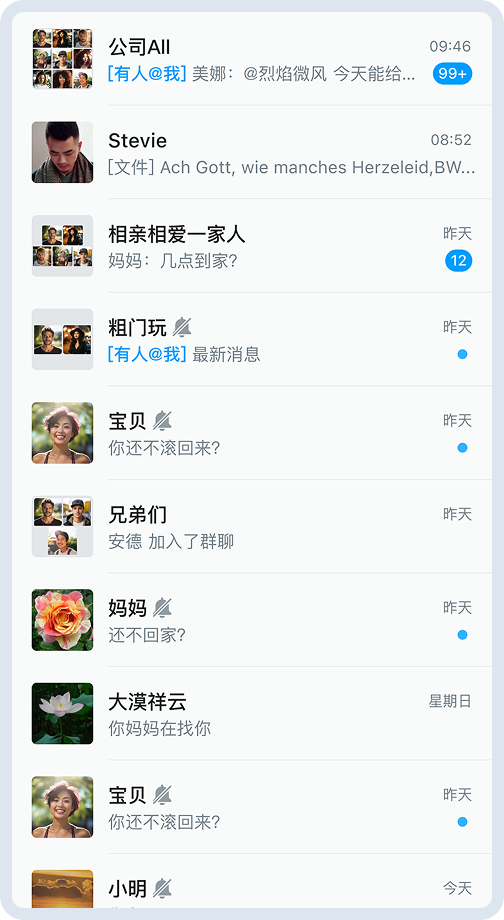 公司All 09:46
[有人@我] 美娜：@烈焰微风 今天能给... 99+
Stevie 08:52
[文件] Ach Gott, wie manches Herzeleid,BW...
相亲相爱一家人 昨天
妈妈：几点到家？ 12
粗门玩 昨天
[有人@我] 最新消息
宝贝 昨天
你还不滚回来？
兄弟们 昨天
安德 加入了群聊
妈妈 昨天
还不回家？
大漠祥云 星期日
你妈妈在找你
宝贝 昨天
你还不滚回来？
小明 今天